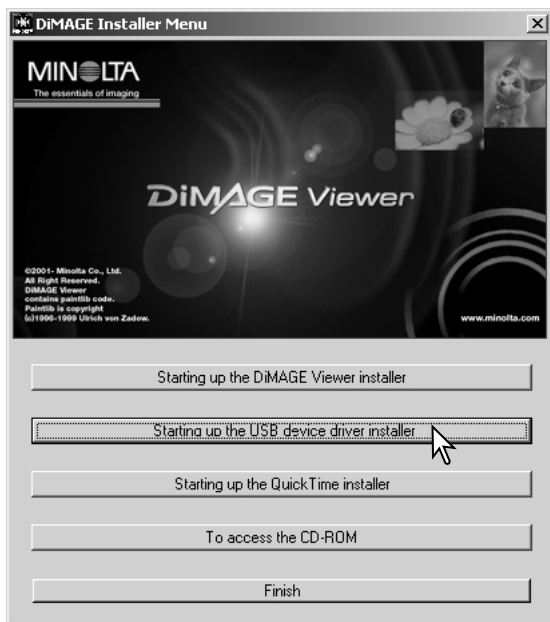 DiMAGE Installer Menu
MINOLTA
The essentials of imaging
DiMAGE Viewer
©2001- Minolta Co., Ltd.
All Right Reserved.
DiMAGE Viewer
contains paintlib code.
Paintlib is copyright
(c)1996-1999 Ulrich von Zadow.
www.minolta.com
Starting up the DiMAGE Viewer installer
Starting up the USB device driver installer
Starting up the QuickTime installer
To access the CD-ROM
Finish